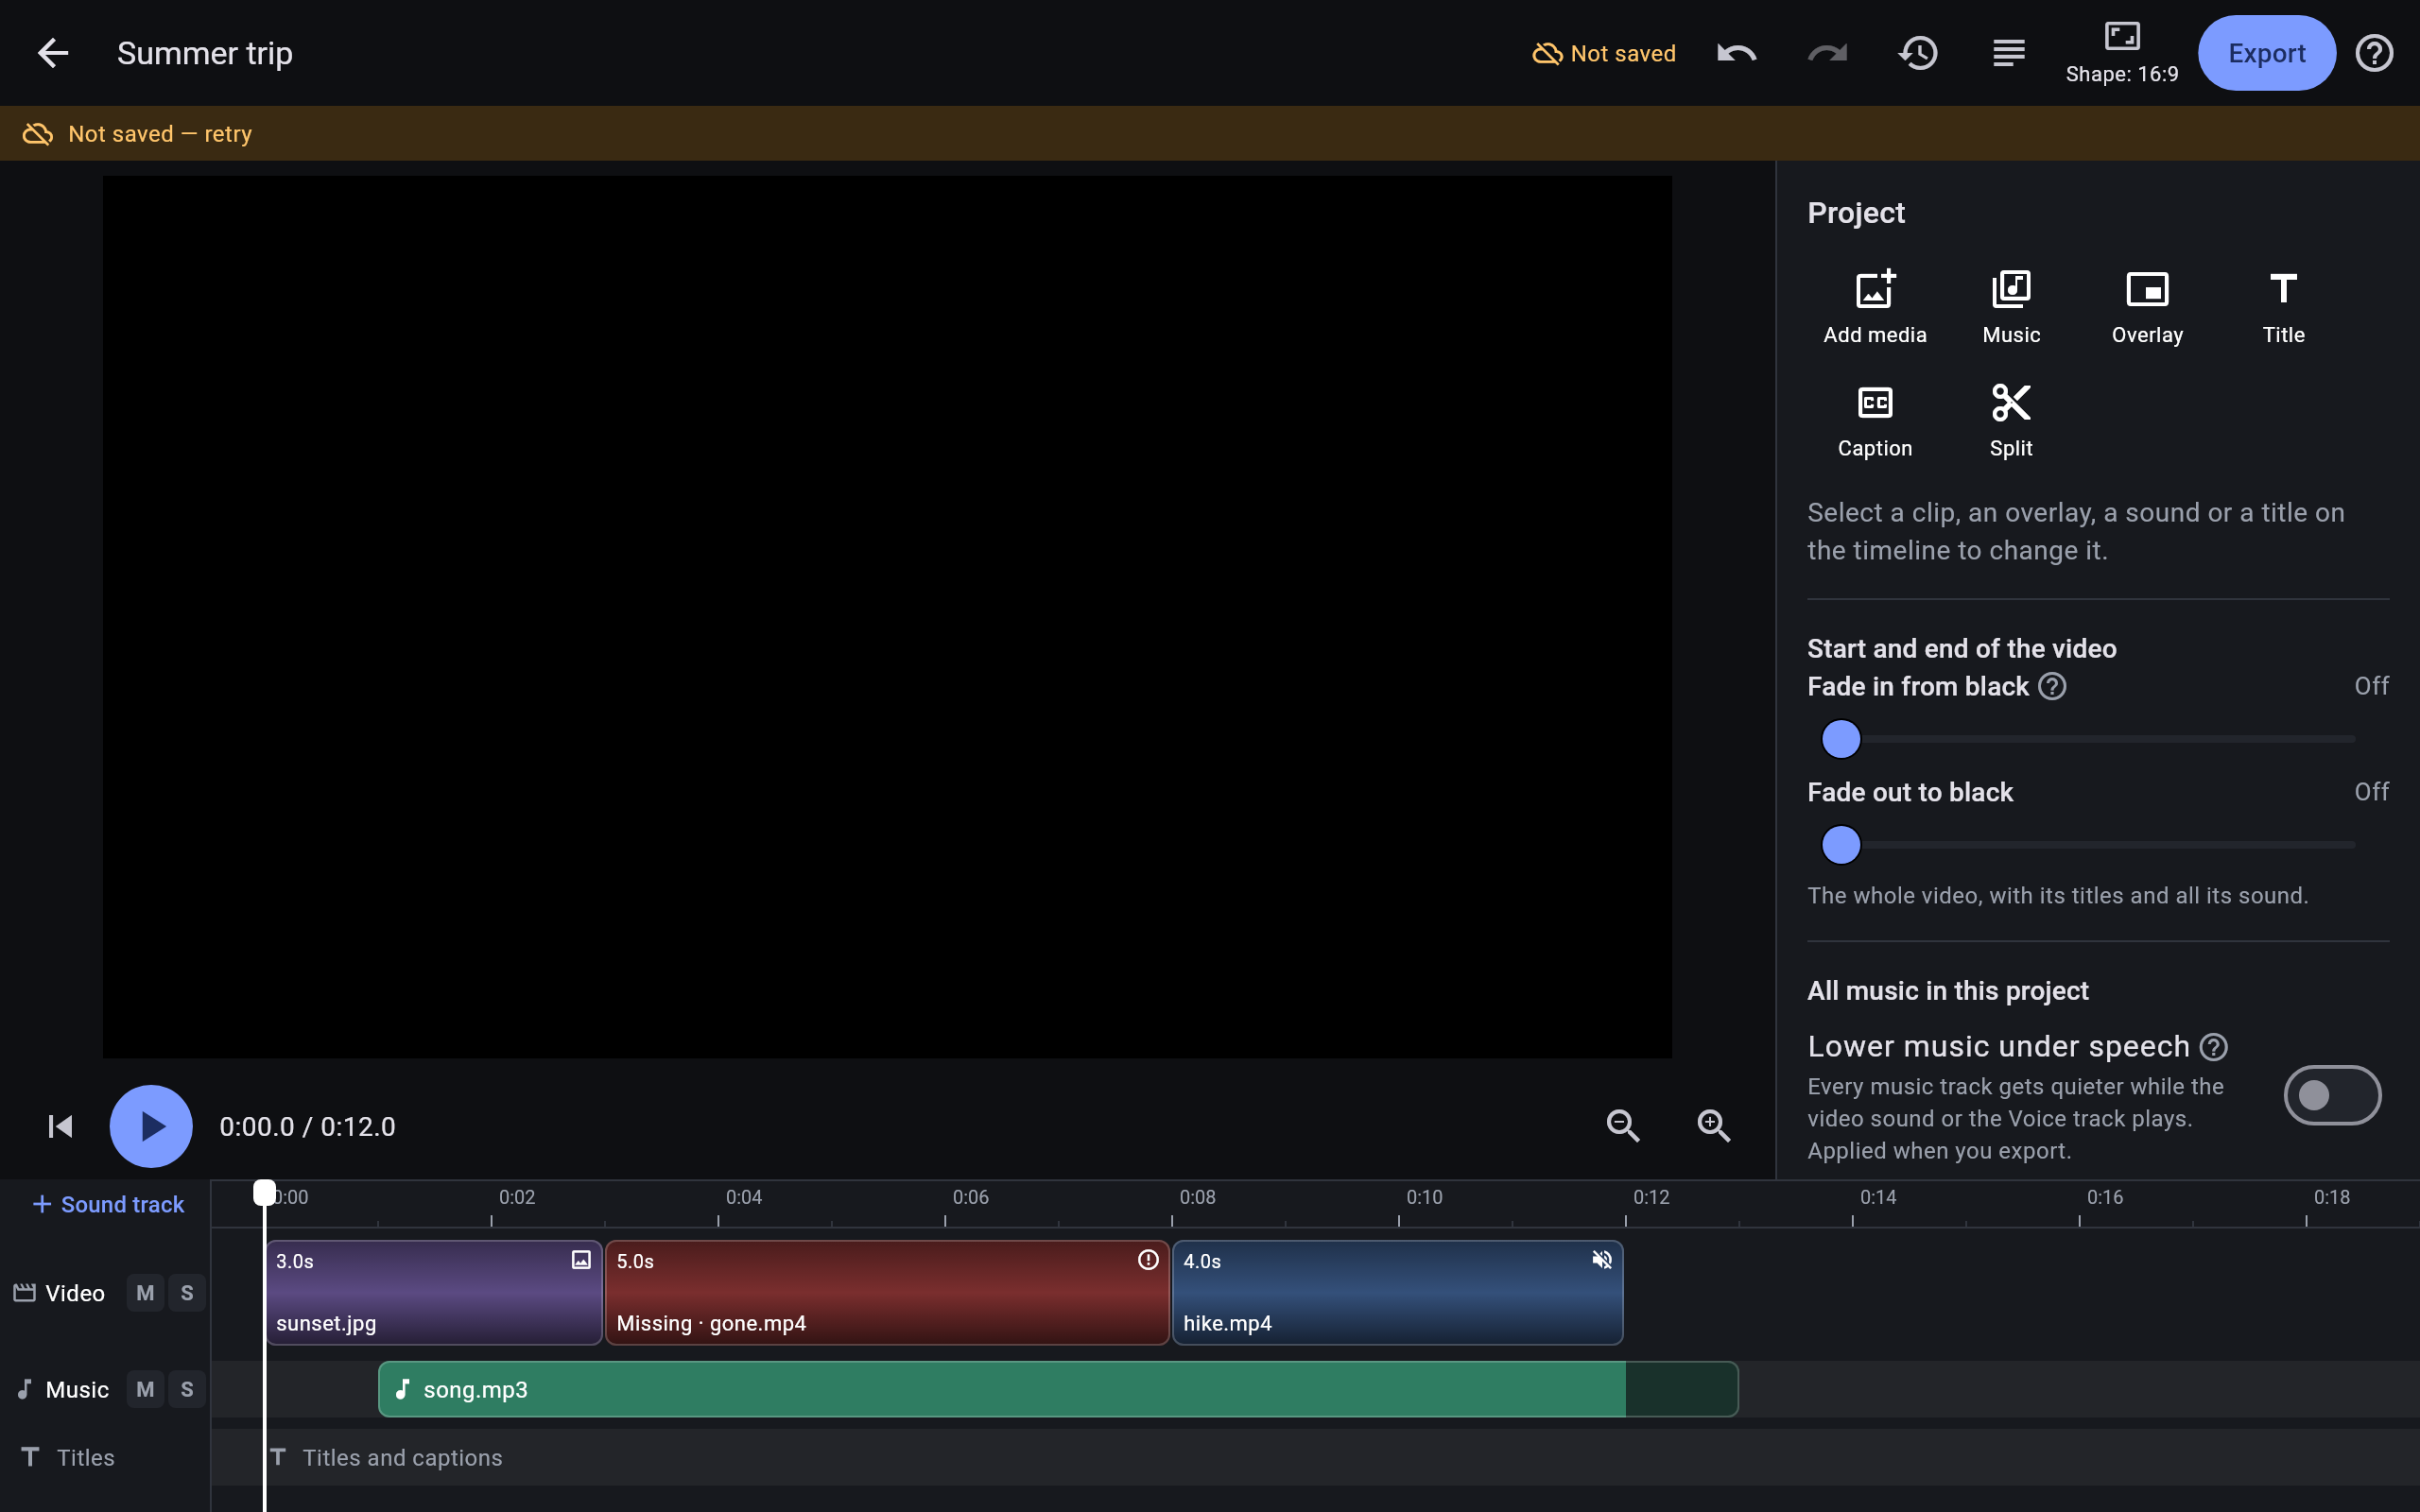 Summer trip
Not saved
Shape: 16:9
Export
Not saved — retry
Project
Add media
Music
Overlay
Title
Caption
Split
Select a clip, an overlay, a sound or a title on
the timeline to change it.
Start and end of the video
Fade in from black
Off
Fade out to black
Off
The whole video, with its titles and all its sound.
All music in this project
Lower music under speech
Every music track gets quieter while the
video sound or the Voice track plays.
Applied when you export.
0:00.0 / 0:12.0
Sound track
0:00
0:02
0:04
0:06
0:08
0:10
0:12
0:14
0:16
0:18
Video
M
S
3.0s
sunset.jpg
5.0s
Missing · gone.mp4
4.0s
hike.mp4
Music
M
S
song.mp3
Titles
Titles and captions